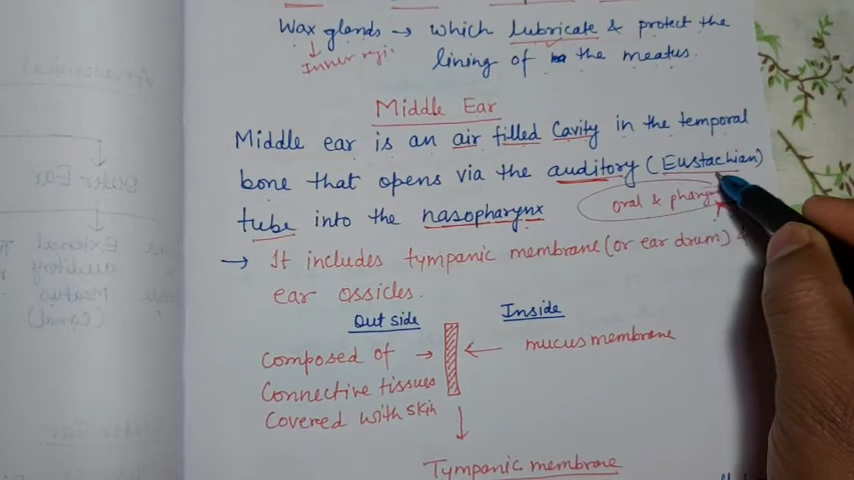 Wax glands → which lubricate & protect the
Inner
lining of the meatus.
Middle Ear
Middle ear is an air filled Cavity in the temporal
bone that opens via the auditory (Eustachian)
tube into the nasopharynx
oral &
→ It includes tympanic membrane (or ear drum)
ear ossicles.
Out side
Inside
Composed of → ← mucus membrane
Connective tissues
Covered with skin
Tympanic membrane